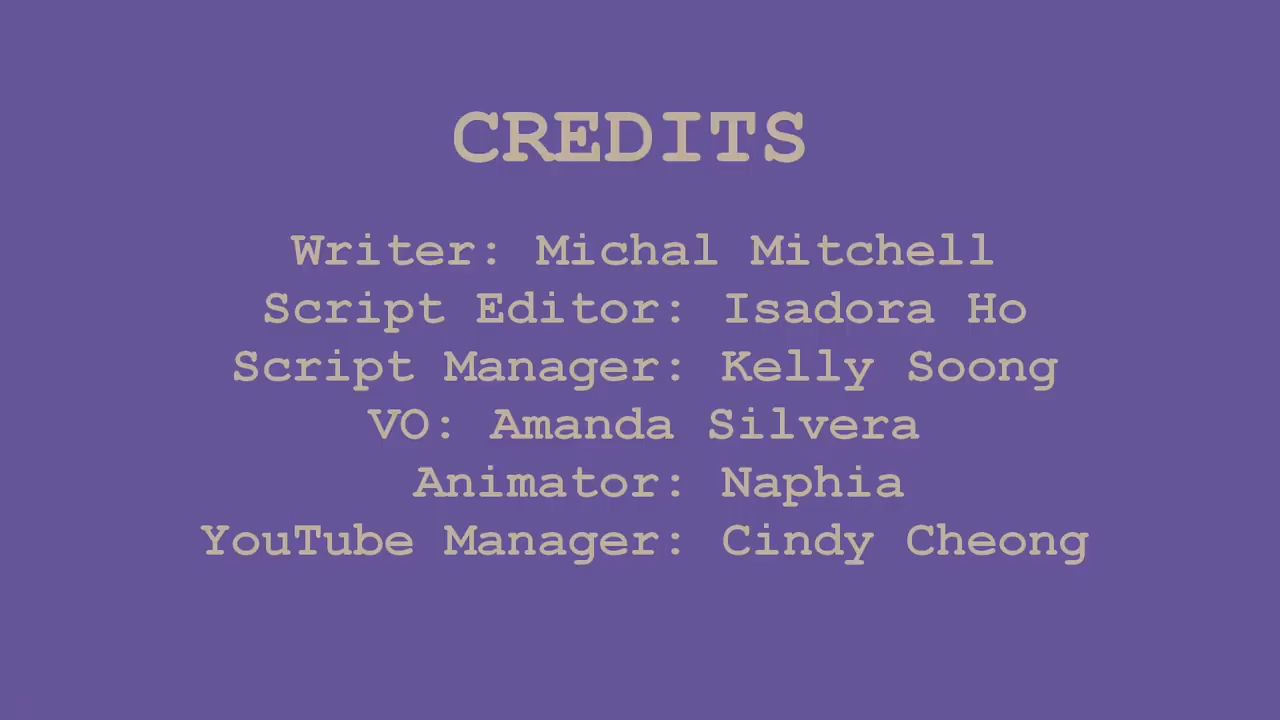 CREDITS
Writer: Michal Mitchell
Script Editor: Isadora Ho
Script Manager: Kelly Soong
VO: Amanda Silvera
Animator: Naphia
YouTube Manager: Cindy Cheong